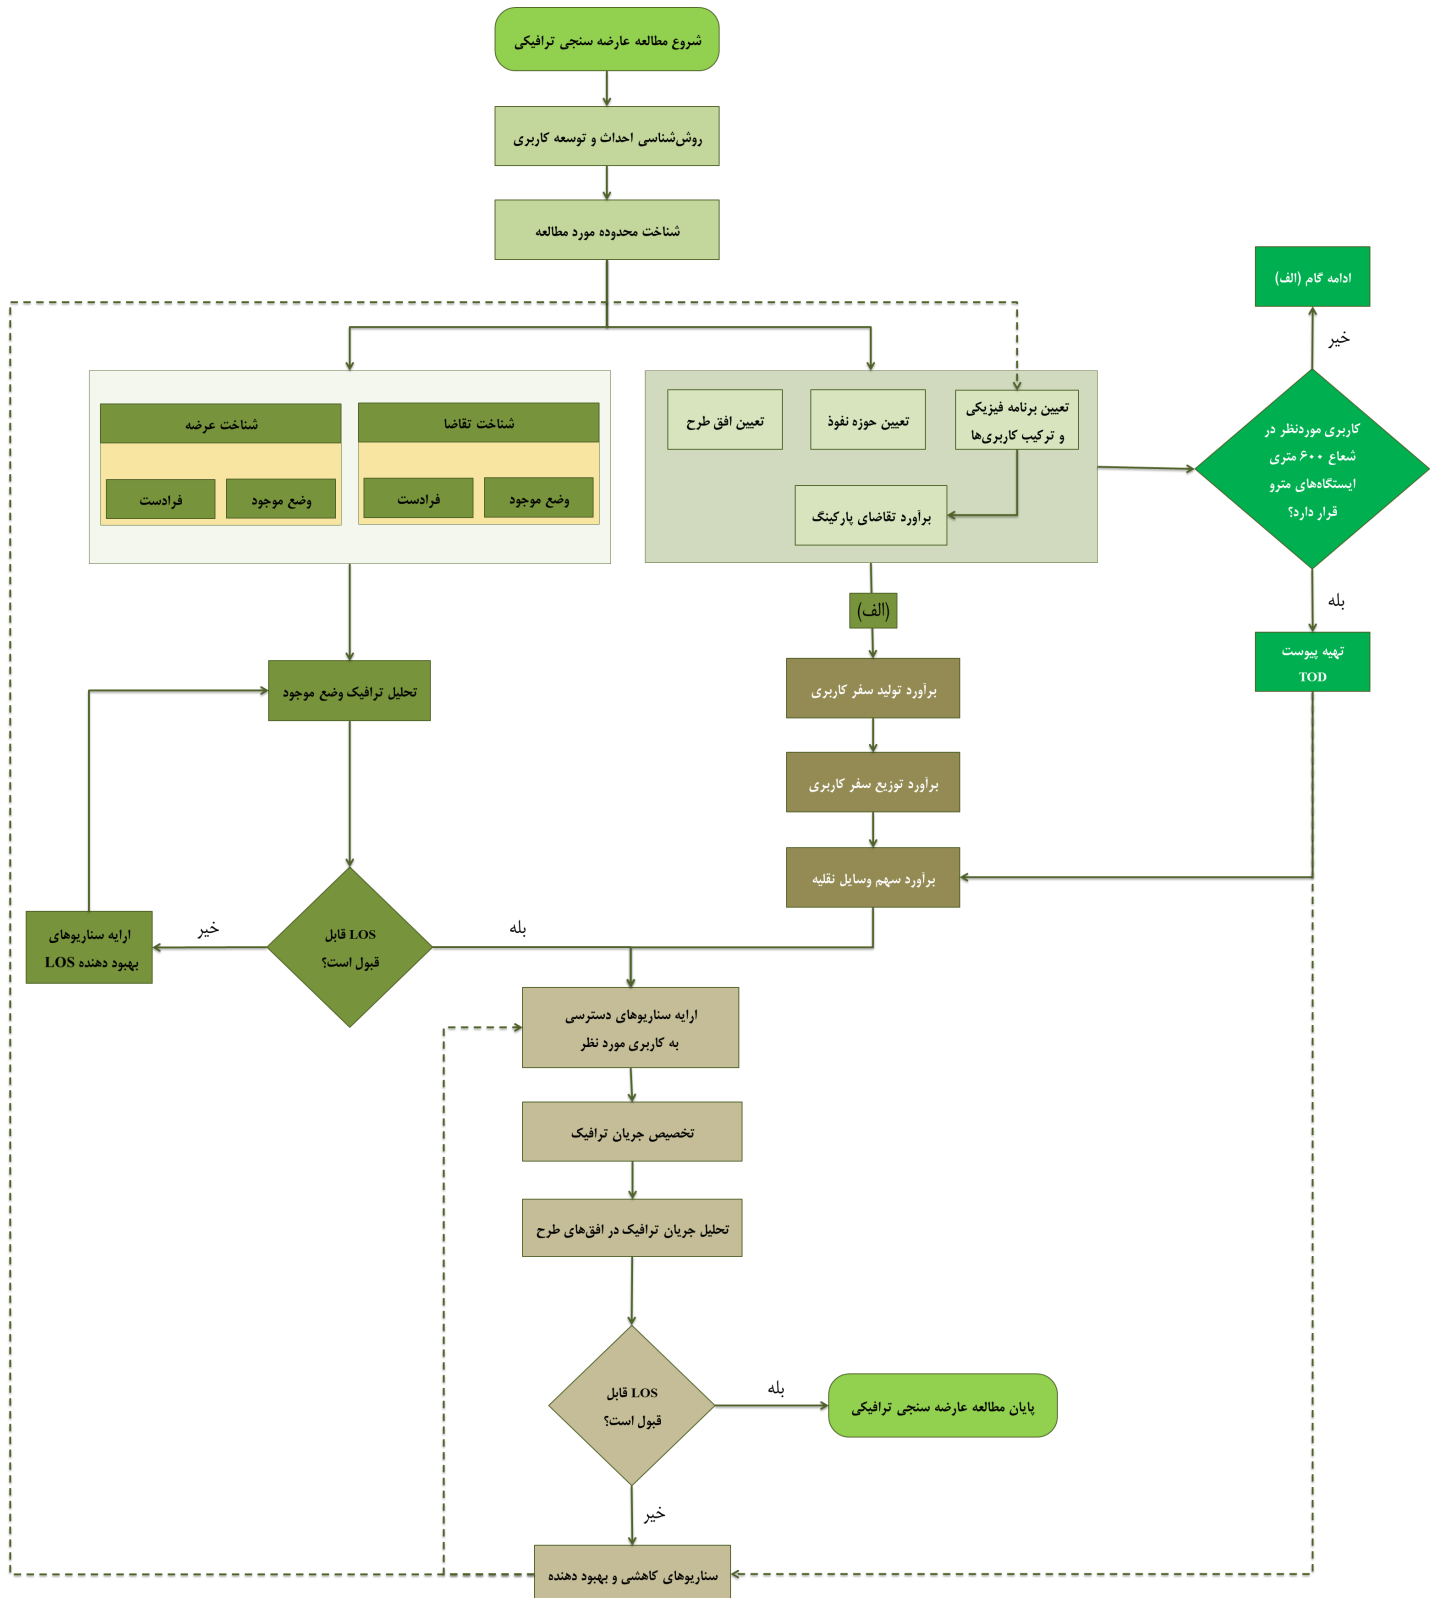 شروع مطالعه عارضه سنجی ترافیکی
روش‌شناسی احداث و توسعه کاربری
شناخت محدوده مورد مطالعه
ادامه گام (الف)
خیر
کاربری موردنظر در
شعاع ۶۰۰ متری
ایستگاه‌های مترو
قرار دارد؟
بله
تهیه پیوست
TOD
تعیین برنامه فیزیکی
و ترکیب کاربری‌ها
تعیین حوزه نفوذ
تعیین افق طرح
برآورد تقاضای پارکینگ
شناخت تقاضا
وضع موجود
فرادست
شناخت عرضه
وضع موجود
فرادست
(الف)
برآورد تولید سفر کاربری
برآورد توزیع سفر کاربری
برآورد سهم وسایل نقلیه
تحلیل ترافیک وضع موجود
LOS قابل
قبول است؟
بله
خیر
ارایه سناریوهای
بهبود دهنده LOS
ارایه سناریوهای دسترسی
به کاربری مورد نظر
تخصیص جریان ترافیک
تحلیل جریان ترافیک در افق‌های طرح
LOS قابل
قبول است؟
بله
پایان مطالعه عارضه سنجی ترافیکی
خیر
سناریوهای کاهشی و بهبود دهنده